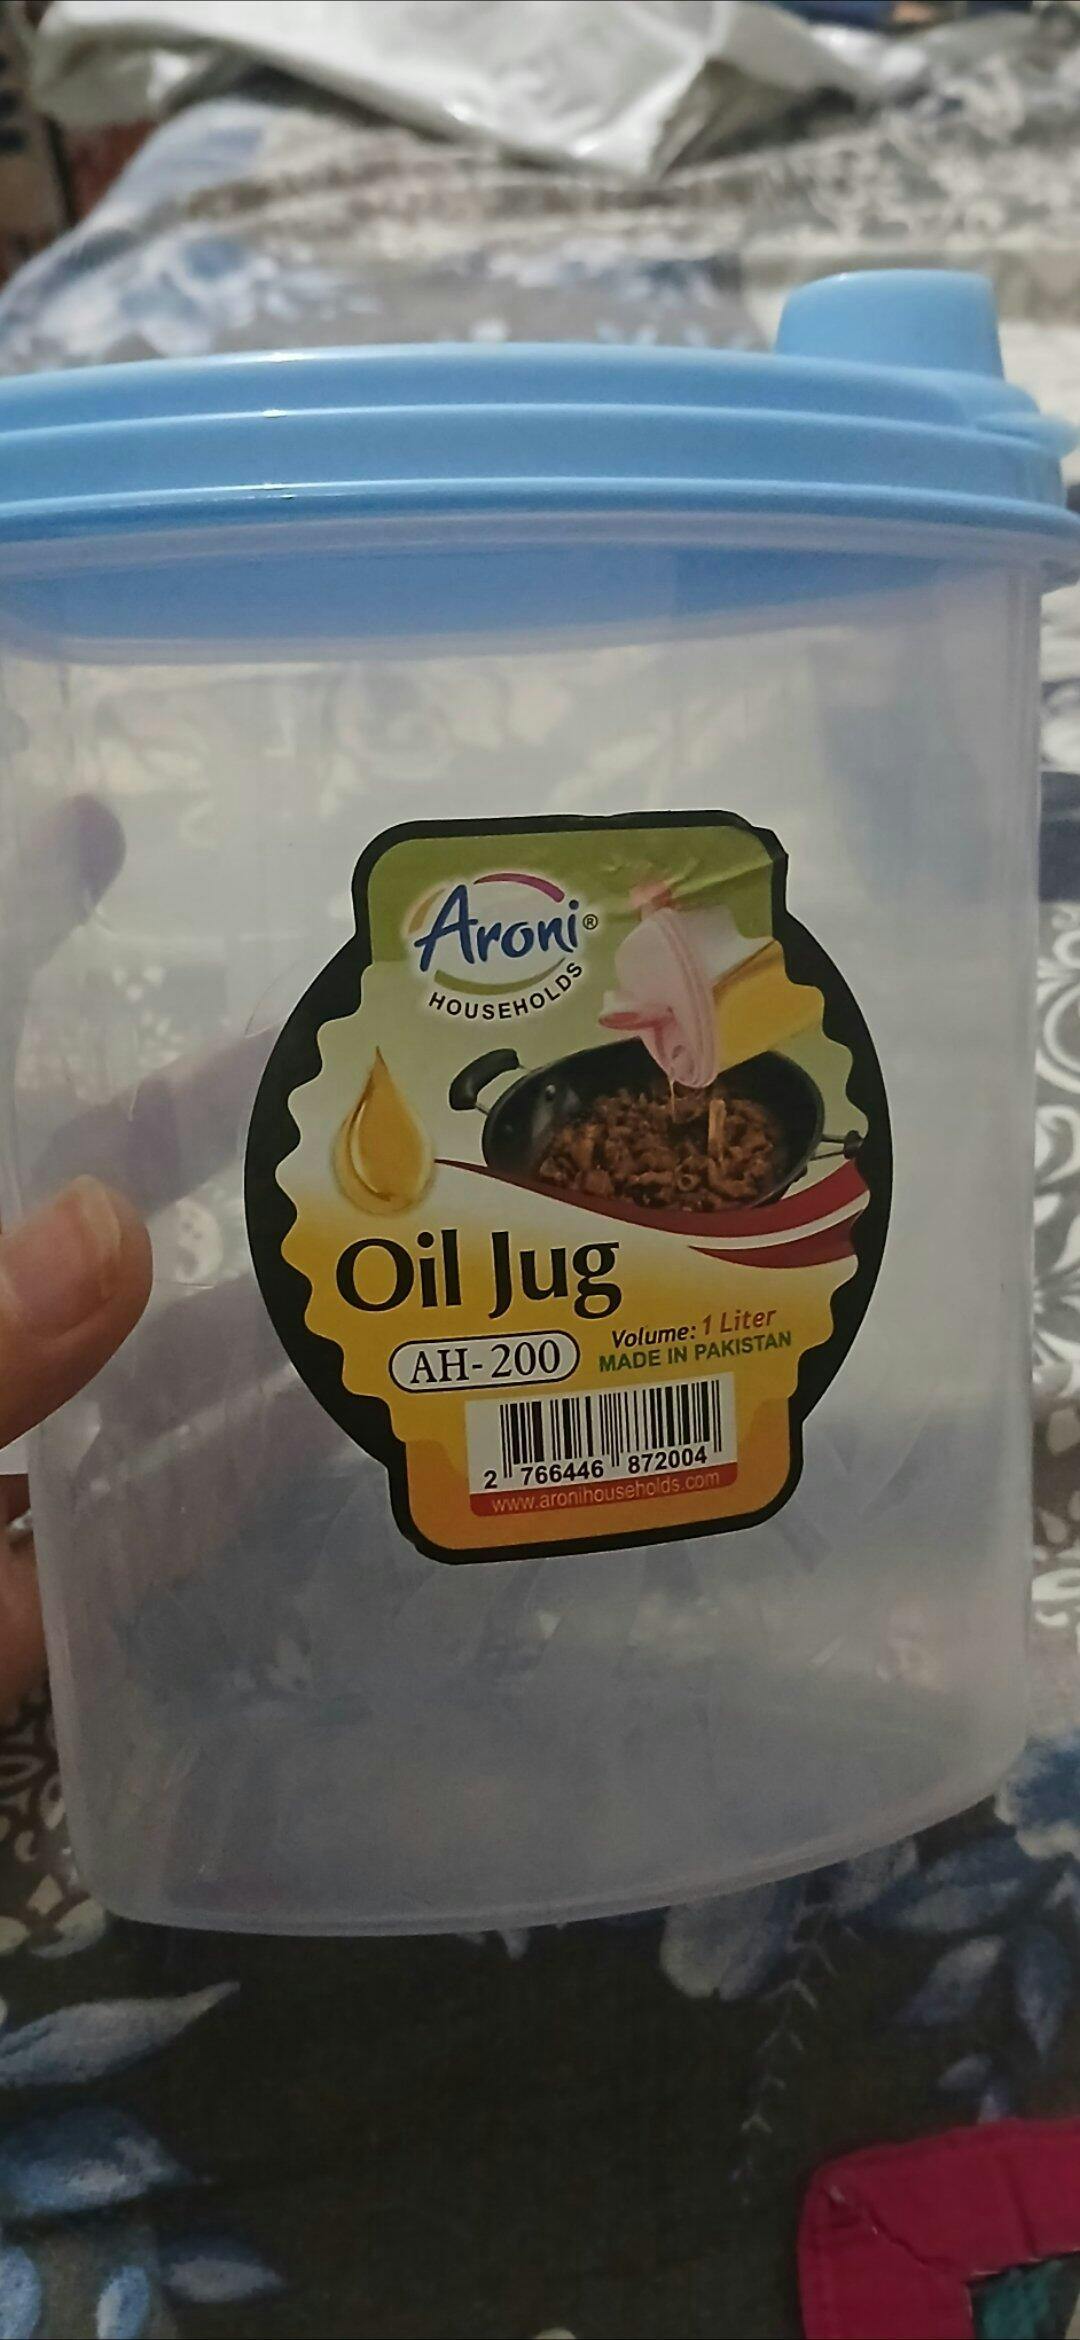 Aroni®
HOUSEHOLDS
Oil Jug
AH-200
Volume: 1 Liter
MADE IN PAKISTAN
2 766446 872004
www.aronihouseholds.com